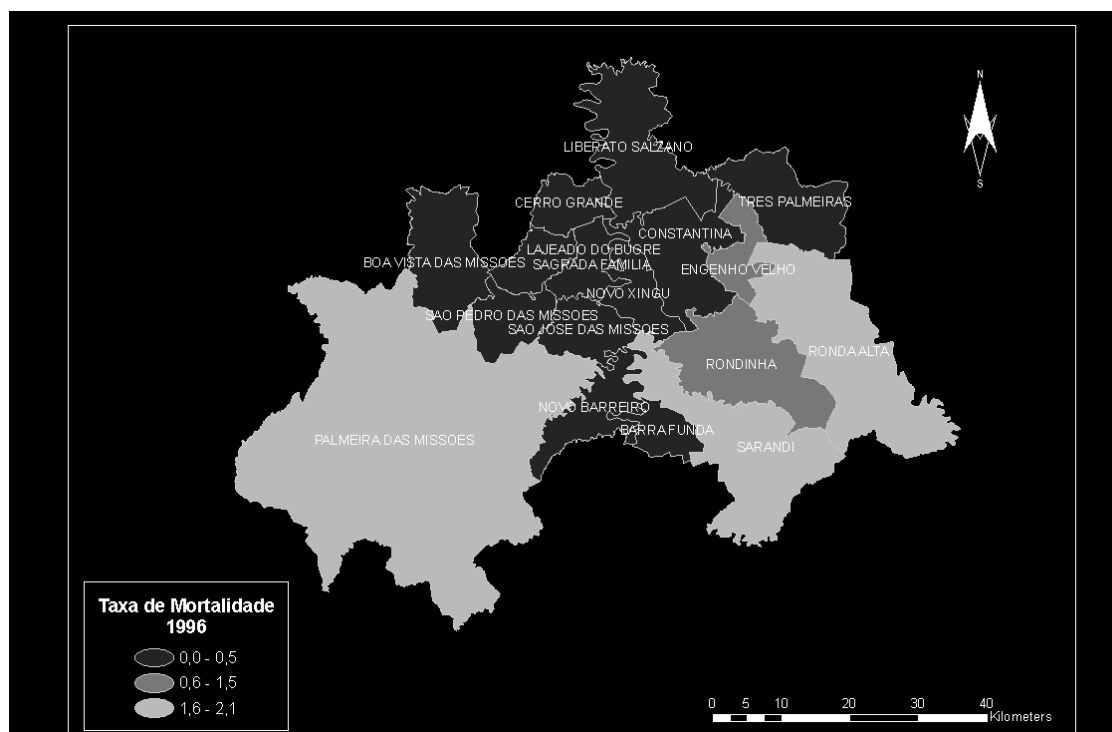 N
S
LIBERATO SALZANO
CERRO GRANDE
TRES PALMEIRAS
CONSTANTINA
LAJEADO DO BUGRE
BOA VISTA DAS MISSOES
SAGRADA FAMILIA
ENGENHO VELHO
NOVO XINGU
SAO PEDRO DAS MISSOES
SAO JOSE DAS MISSOES
RONDA ALTA
RONDINHA
NOVO BARREIRO
BARRA FUNDA
PALMEIRA DAS MISSOES
SARANDI
Taxa de Mortalidade
1996
0,0 - 0,5
0,6 - 1,5
1,6 - 2,1
0 5 10 20 30 40
Kilometers